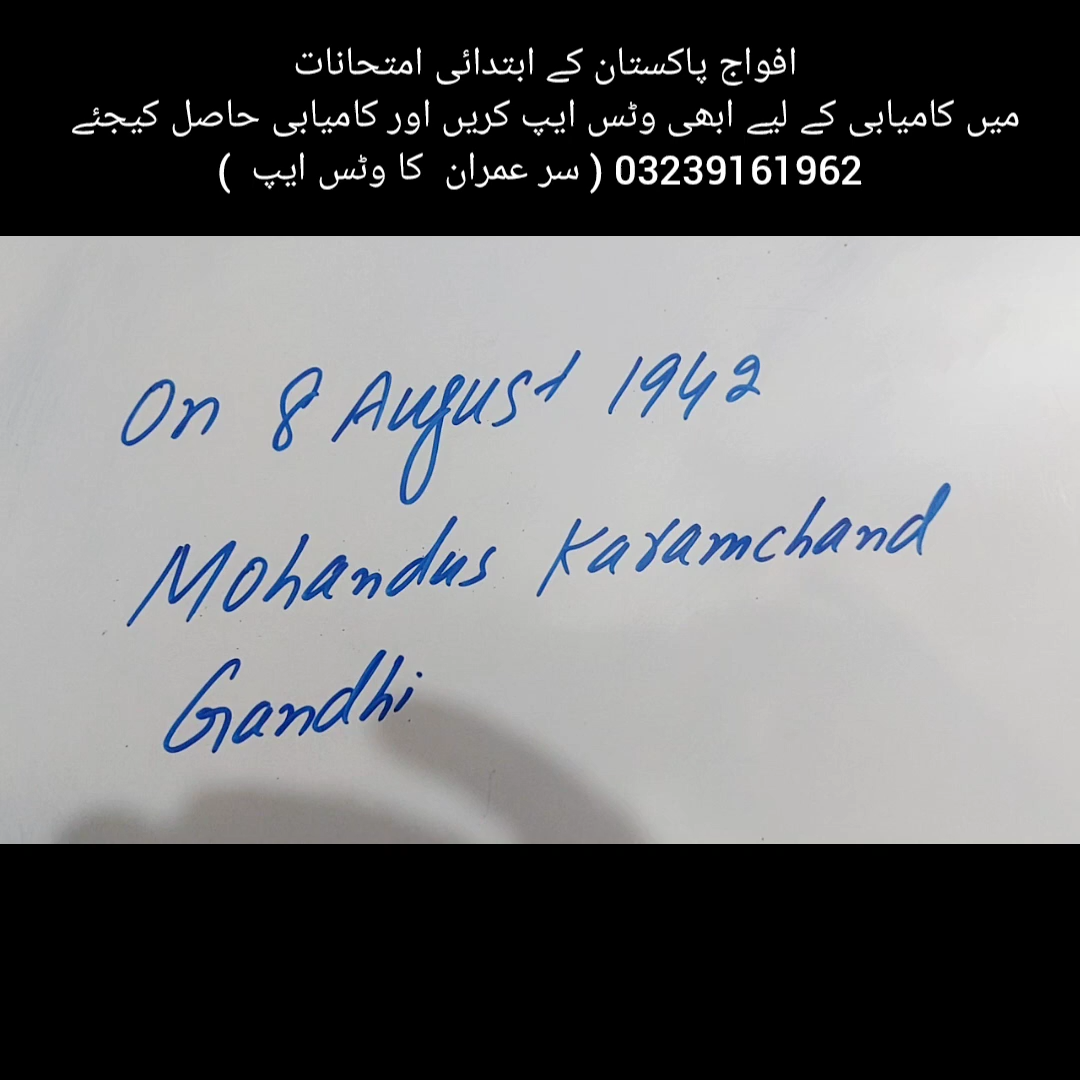 افواج پاکستان کے ابتدائی امتحانات
میں کامیابی کے لیے ابھی وٹس ایپ کریں اور کامیابی حاصل کیجئے
03239161962 ( سر عمران کا وٹس ایپ )
On 8 August 1942
Mohandas Karamchand
Gandhi